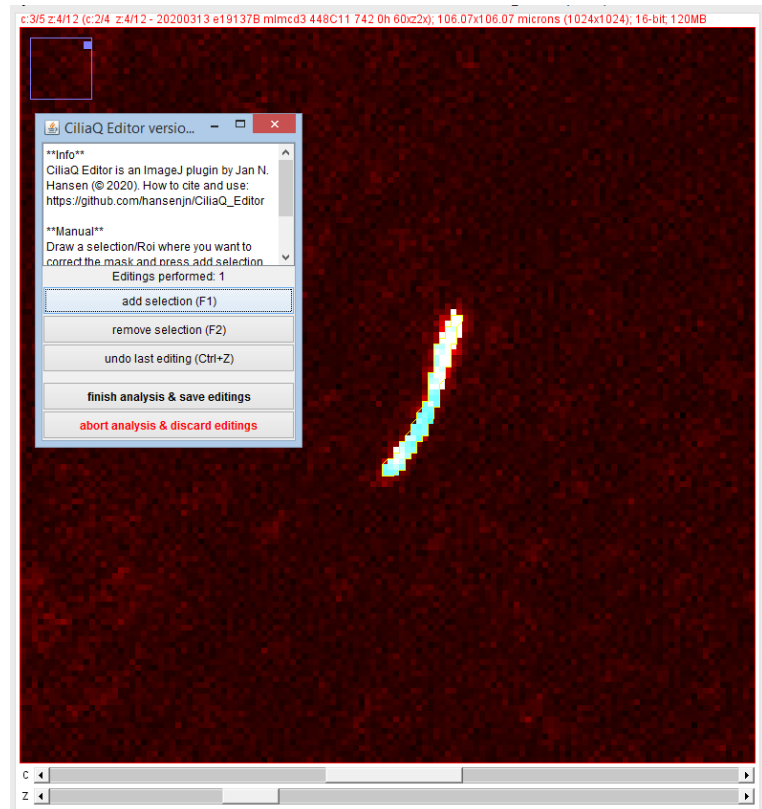 c:3/5 z:4/12 (c:2/4 z:4/12 - 20200313 e19137B mlmcd3 448C11 742 0h 60xz2x); 106.07x106.07 microns (1024x1024); 16-bit; 120MB
CiliaQ Editor versio...
**Info**
CiliaQ Editor is an ImageJ plugin by Jan N.
Hansen (© 2020). How to cite and use:
https://github.com/hansenjn/CiliaQ_Editor
**Manual**
Draw a selection/Roi where you want to
correct the mask and press add selection
Editings performed: 1
add selection (F1)
remove selection (F2)
undo last editing (Ctrl+Z)
finish analysis & save editings
abort analysis & discard editings
C
Z